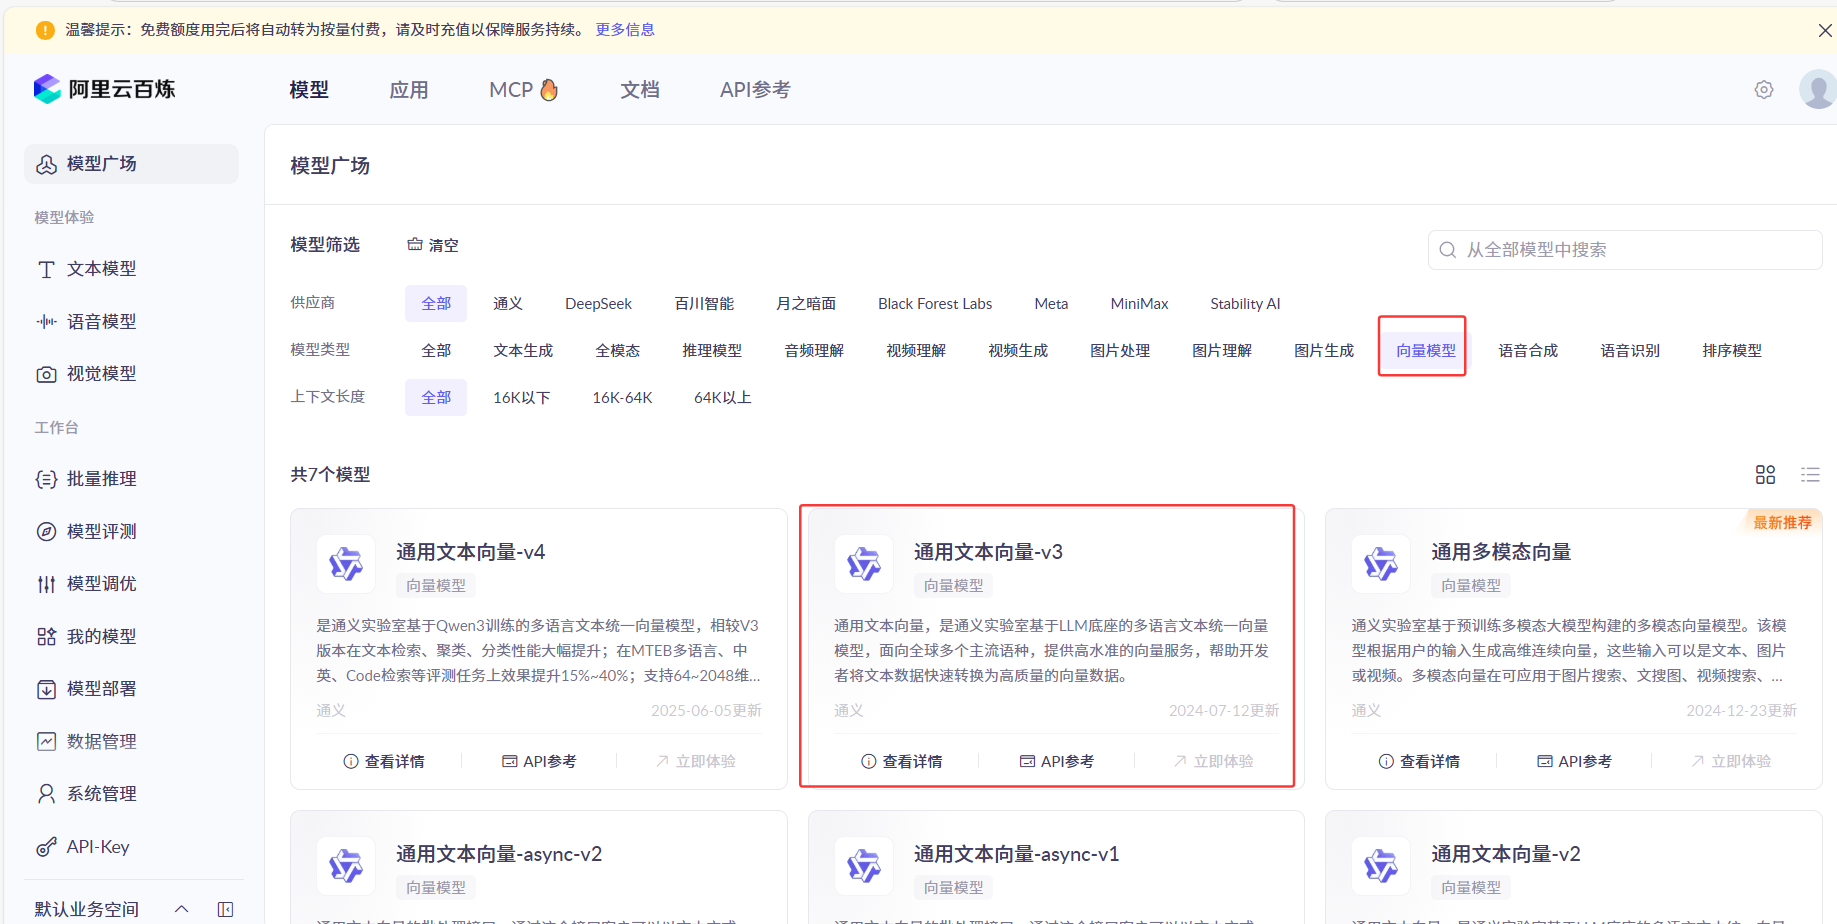 温馨提示：免费额度用完后将自动转为按量付费，请及时充值以保障服务持续。 更多信息
阿里云百炼
模型 应用 MCP 文档 API参考
模型广场
模型体验
文本模型
语音模型
视觉模型
工作台
批量推理
模型评测
模型调优
我的模型
模型部署
数据管理
系统管理
API-Key
默认业务空间
模型广场
模型筛选 清空
从全部模型中搜索
供应商 全部 通义 DeepSeek 百川智能 月之暗面 Black Forest Labs Meta MiniMax Stability AI
模型类型 全部 文本生成 全模态 推理模型 音频理解 视频理解 视频生成 图片处理 图片理解 图片生成 向量模型 语音合成 语音识别 排序模型
上下文长度 全部 16K以下 16K-64K 64K以上
共7个模型
通用文本向量-v4
向量模型
是通义实验室基于Qwen3训练的多语言文本统一向量模型，相较V3
版本在文本检索、聚类、分类性能大幅提升；在MTEB多语言、中
英、Code检索等评测任务上效果提升15%~40%；支持64~2048维...
通义 2025-06-05更新
查看详情 API参考 立即体验
通用文本向量-v3
向量模型
通用文本向量，是通义实验室基于LLM底座的多语言文本统一向量
模型，面向全球多个主流语种，提供高水准的向量服务，帮助开发
者将文本数据快速转换为高质量的向量数据。
通义 2024-07-12更新
查看详情 API参考 立即体验
最新推荐
通用多模态向量
向量模型
通义实验室基于预训练多模态大模型构建的多模态向量模型。该模
型根据用户的输入生成高维连续向量，这些输入可以是文本、图片
或视频。多模态向量在可应用于图片搜索、文搜图、视频搜索、...
通义 2024-12-23更新
查看详情 API参考 立即体验
通用文本向量-async-v2
向量模型
通用文本向量-async-v1
向量模型
通用文本向量-v2
向量模型